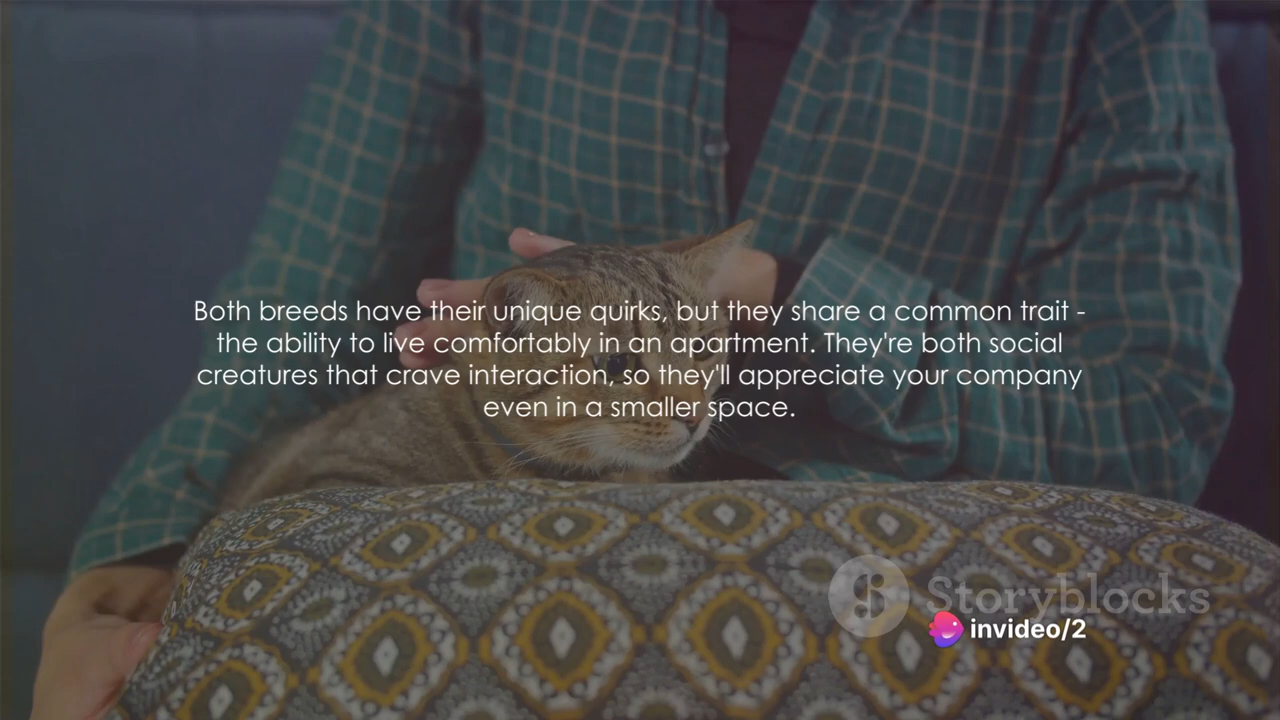 Both breeds have their unique quirks, but they share a common trait -
the ability to live comfortably in an apartment. They're both social
creatures that crave interaction, so they'll appreciate your company
even in a smaller space.
Storyblocks
invideo/2